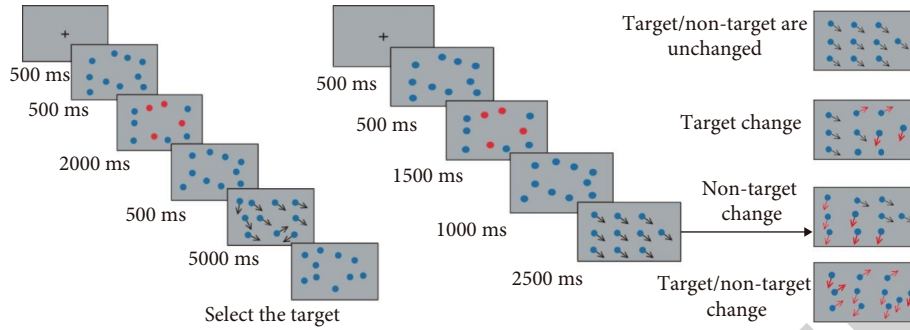 500 ms
500 ms
2000 ms
500 ms
5000 ms
Select the target
500 ms
500 ms
1500 ms
1000 ms
2500 ms
Target/non-target are
unchanged
Target change
Non-target
change
Target/non-target
change